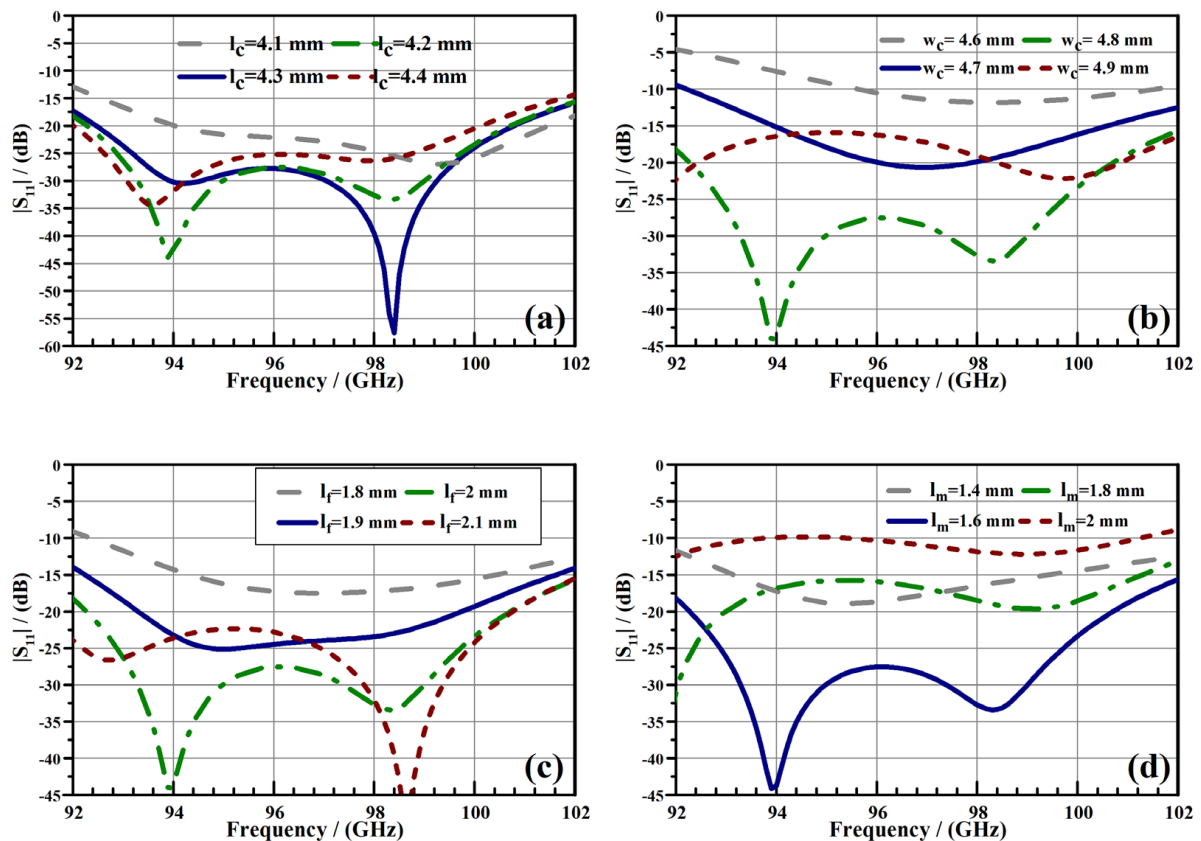 0
-5
-10
-15
-20
-25
-30
-35
-40
-45
-50
-55
-60
|S11| / (dB)
lc=4.1 mm lc=4.2 mm
lc=4.3 mm lc=4.4 mm
(a)
92 94 96 98 100 102
Frequency / (GHz)
0
-5
-10
-15
-20
-25
-30
-35
-40
-45
|S11| / (dB)
wc= 4.6 mm wc= 4.8 mm
wc= 4.7 mm wc= 4.9 mm
(b)
92 94 96 98 100 102
Frequency / (GHz)
0
-5
-10
-15
-20
-25
-30
-35
-40
-45
|S11| / (dB)
lf=1.8 mm lf=2 mm
lf=1.9 mm lf=2.1 mm
(c)
92 94 96 98 100 102
Frequency / (GHz)
0
-5
-10
-15
-20
-25
-30
-35
-40
-45
|S11| / (dB)
lm=1.4 mm lm=1.8 mm
lm=1.6 mm lm=2 mm
(d)
92 94 96 98 100 102
Frequency / (GHz)